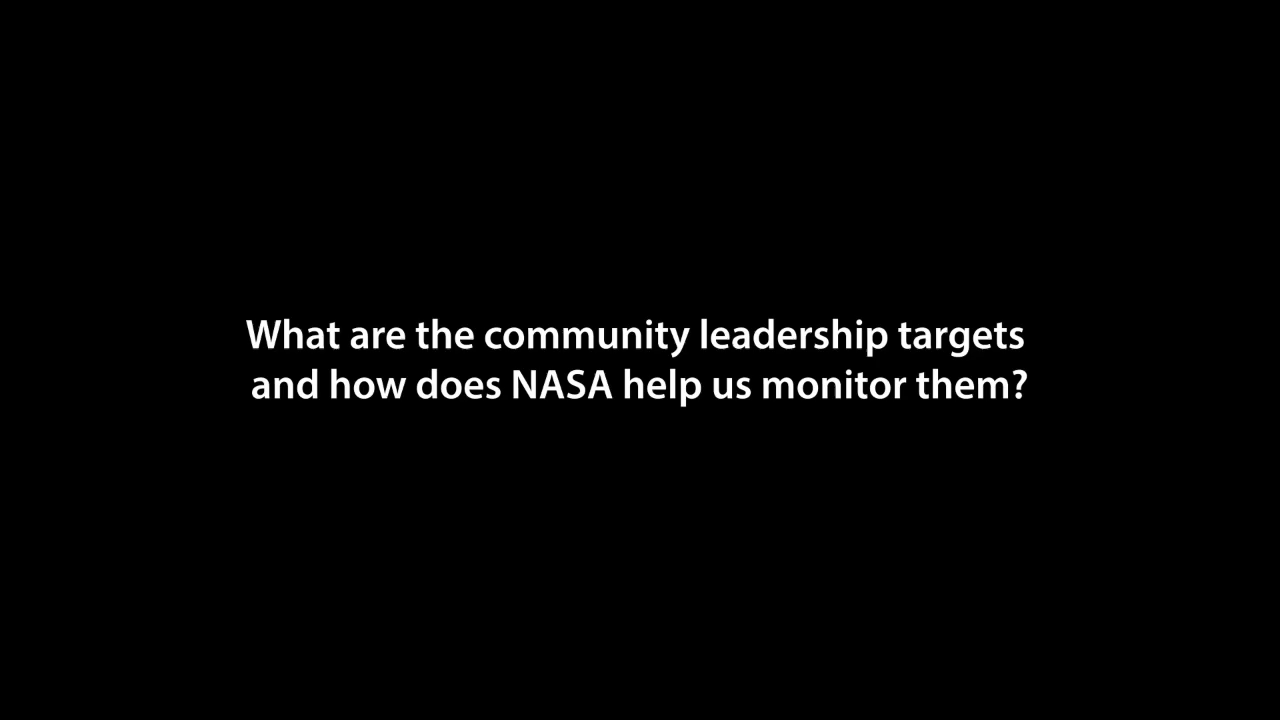 What are the community leadership targets
and how does NASA help us monitor them?